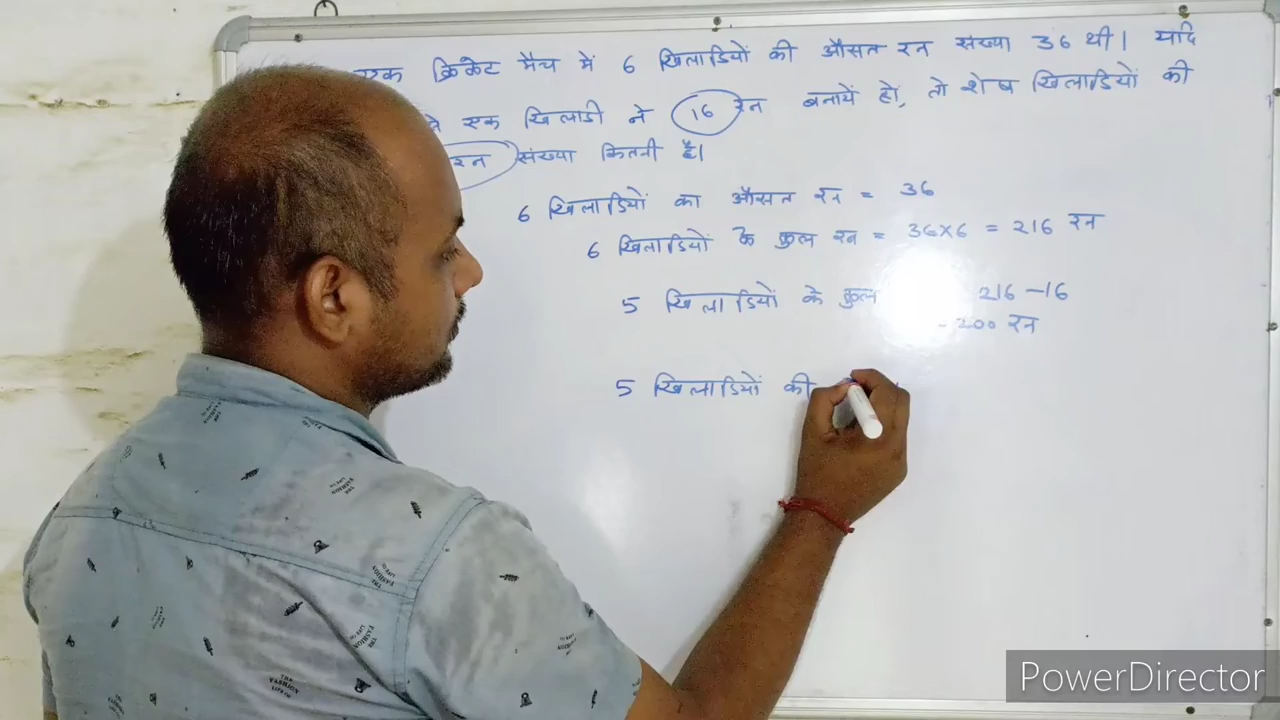 एक क्रिकेट मैच में 6 खिलाडियों की औसत रन संख्या 36 थी। यदि
एक खिलाडी ने 16 रन बनायें हो, तो शेष खिलाडियों की
रन संख्या कितनी है।
6 खिलाडियों का औसत रन = 36
6 खिलाडियों के कुल रन = 36×6 = 216 रन
5 खिलाडियों के कुल 216 - 16
- 200 रन
5 खिलाडियों की
PowerDirector